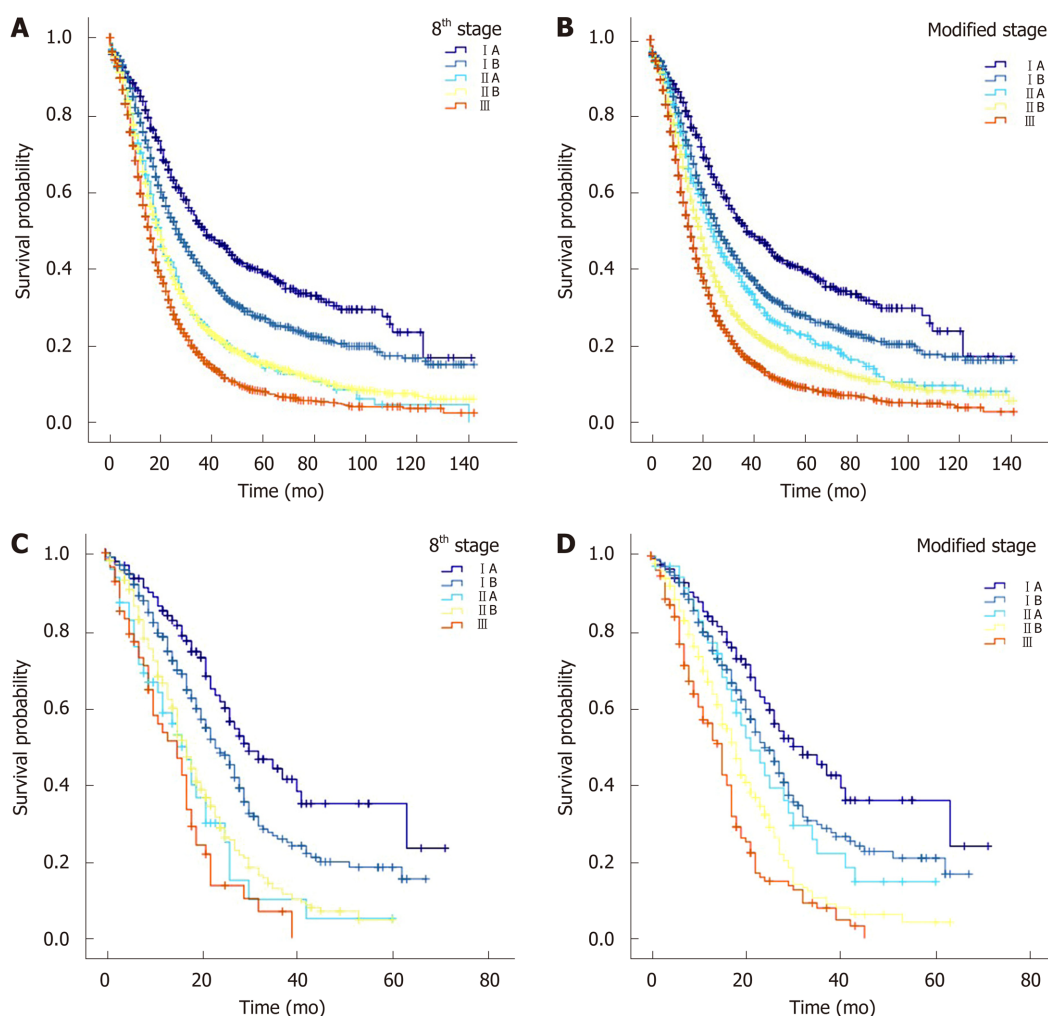 A
8th stage
Ⅰ A
Ⅰ B
Ⅱ A
Ⅱ B
Ⅲ
1.0
0.8
0.6
0.4
0.2
0.0
Survival probability
0 20 40 60 80 100 120 140
Time (mo)
B
Modified stage
Ⅰ A
Ⅰ B
Ⅱ A
Ⅱ B
Ⅲ
1.0
0.8
0.6
0.4
0.2
0.0
Survival probability
0 20 40 60 80 100 120 140
Time (mo)
C
8th stage
Ⅰ A
Ⅰ B
Ⅱ A
Ⅱ B
Ⅲ
1.0
0.8
0.6
0.4
0.2
0.0
Survival probability
0 20 40 60 80
Time (mo)
D
Modified stage
Ⅰ A
Ⅰ B
Ⅱ A
Ⅱ B
Ⅲ
1.0
0.8
0.6
0.4
0.2
0.0
Survival probability
0 20 40 60 80
Time (mo)